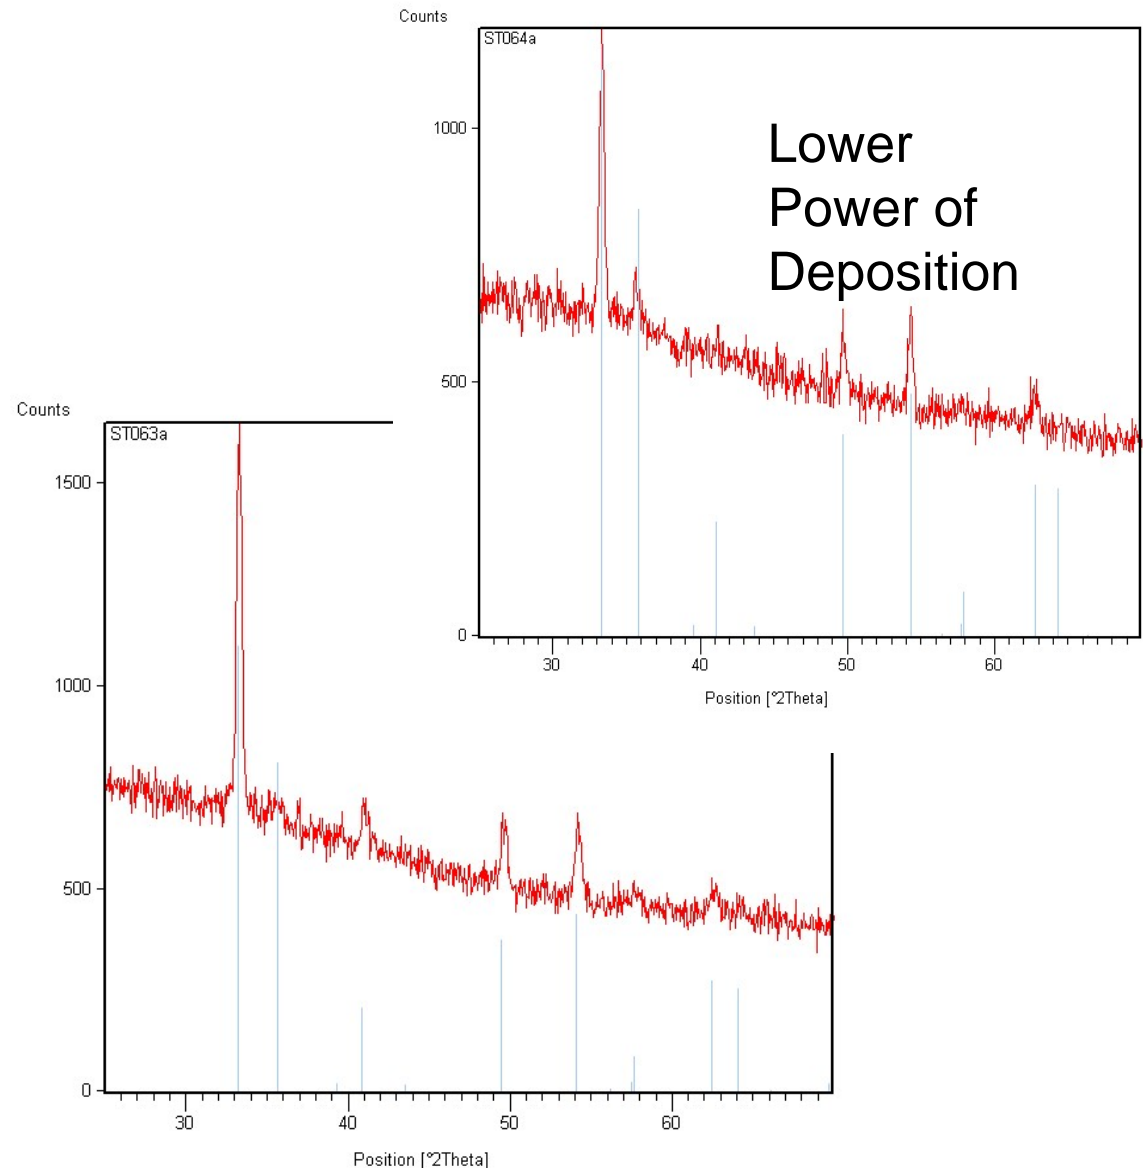 Counts
ST064a
Lower
Power of
Deposition
1000
500
0
30 40 50 60
Position [°2Theta]
Counts
ST063a
1500
1000
500
0
30 40 50 60
Position [°2Theta]